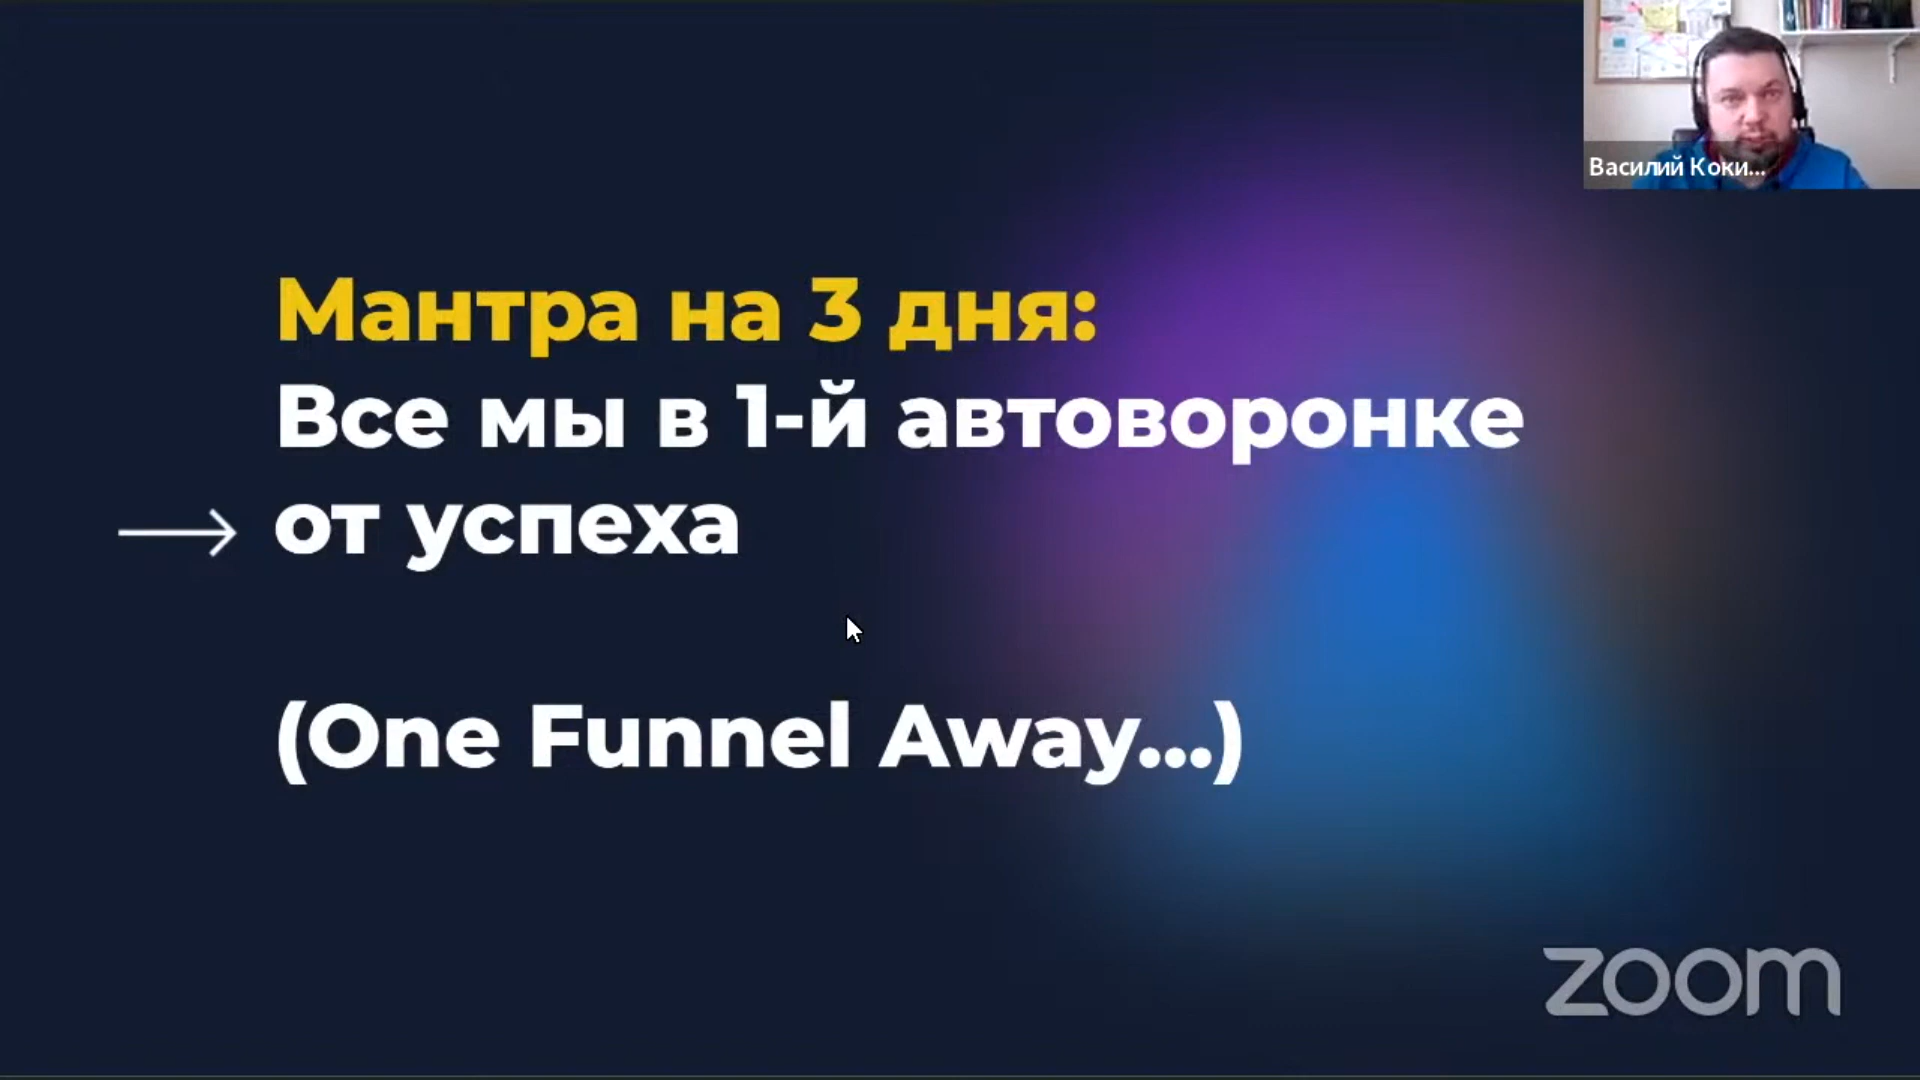 Василий Коки...
Мантра на 3 дня:
Все мы в 1-й автоворонке
от успеха
(One Funnel Away...)
zoom